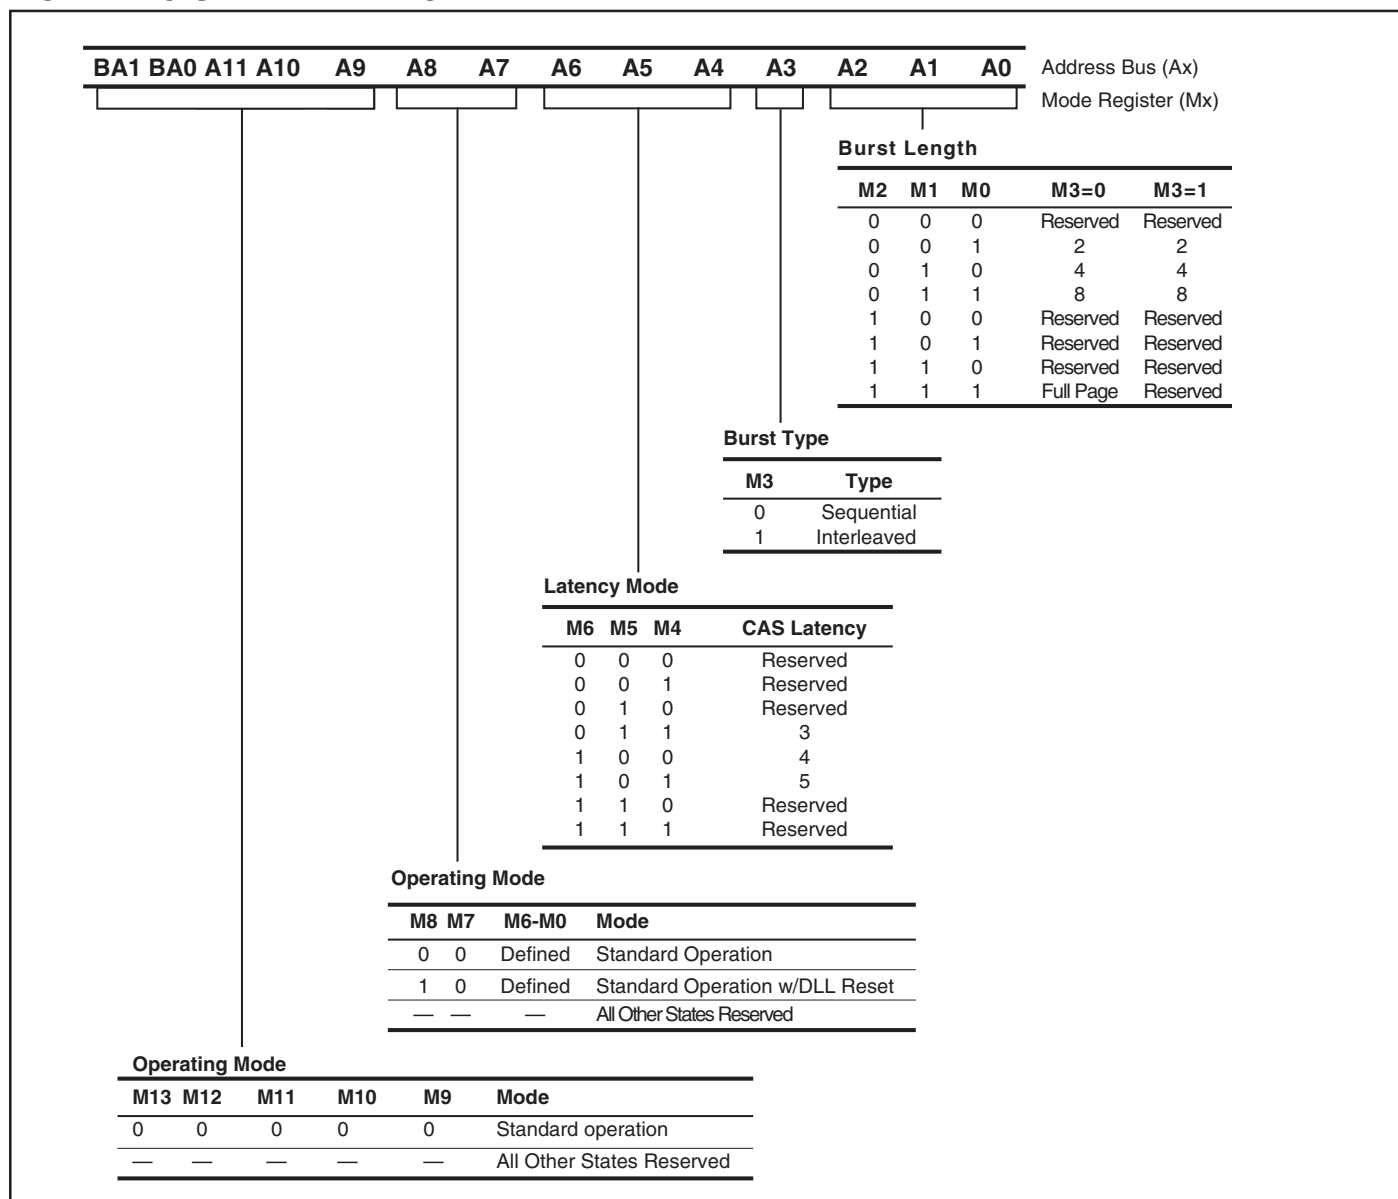 BA1 BA0 A11 A10 A9 A8 A7 A6 A5 A4 A3 A2 A1 A0 Address Bus (Ax)
Mode Register (Mx)
Burst Length
M2 M1 M0 M3=0 M3=1
0 0 0 Reserved Reserved
0 0 1 2 2
0 1 0 4 4
0 1 1 8 8
1 0 0 Reserved Reserved
1 0 1 Reserved Reserved
1 1 0 Reserved Reserved
1 1 1 Full Page Reserved
Burst Type
M3 Type
0 Sequential
1 Interleaved
Latency Mode
M6 M5 M4 CAS Latency
0 0 0 Reserved
0 0 1 Reserved
0 1 0 Reserved
0 1 1 3
1 0 0 4
1 0 1 5
1 1 0 Reserved
1 1 1 Reserved
Operating Mode
M8 M7 M6-M0 Mode
0 0 Defined Standard Operation
1 0 Defined Standard Operation w/DLL Reset
— — — All Other States Reserved
Operating Mode
M13 M12 M11 M10 M9 Mode
0 0 0 0 0 Standard operation
— — — — — All Other States Reserved